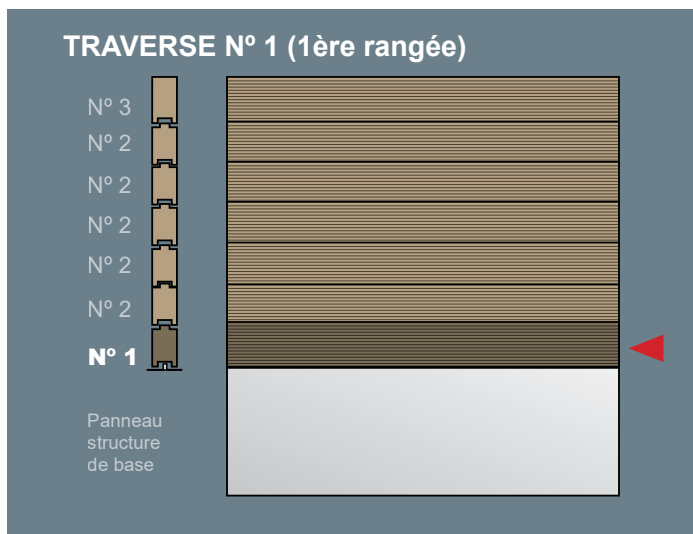 TRAVERSE Nº 1 (1ère rangée)
Nº 3
Nº 2
Nº 2
Nº 2
Nº 2
Nº 2
Nº 1
Panneau
structure
de base